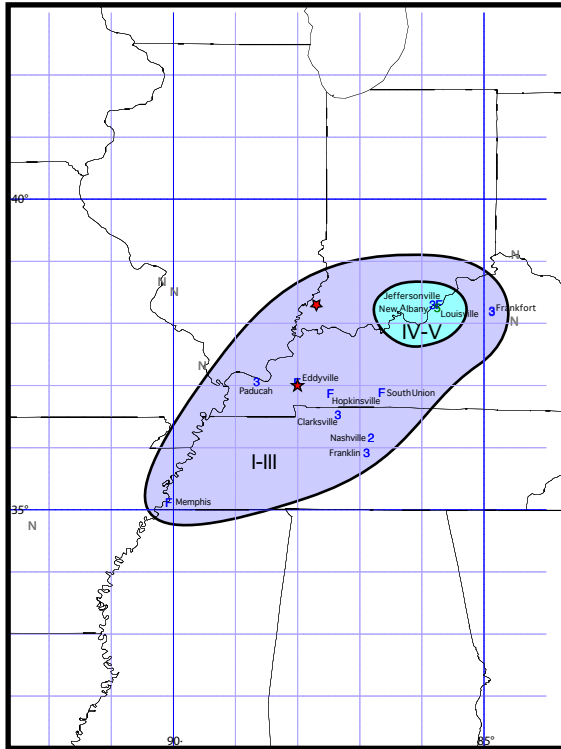 40°
N
N
N
Jeffersonville
3F
New Albany
5
Louisville
IV-V
3
Frankfort
N
N
3
Paducah
Eddyville
F
Hopkinsville
F
South Union
Clarksville
3
Nashville
2
Franklin
3
I-III
F
Memphis
35°
N
90·
85°